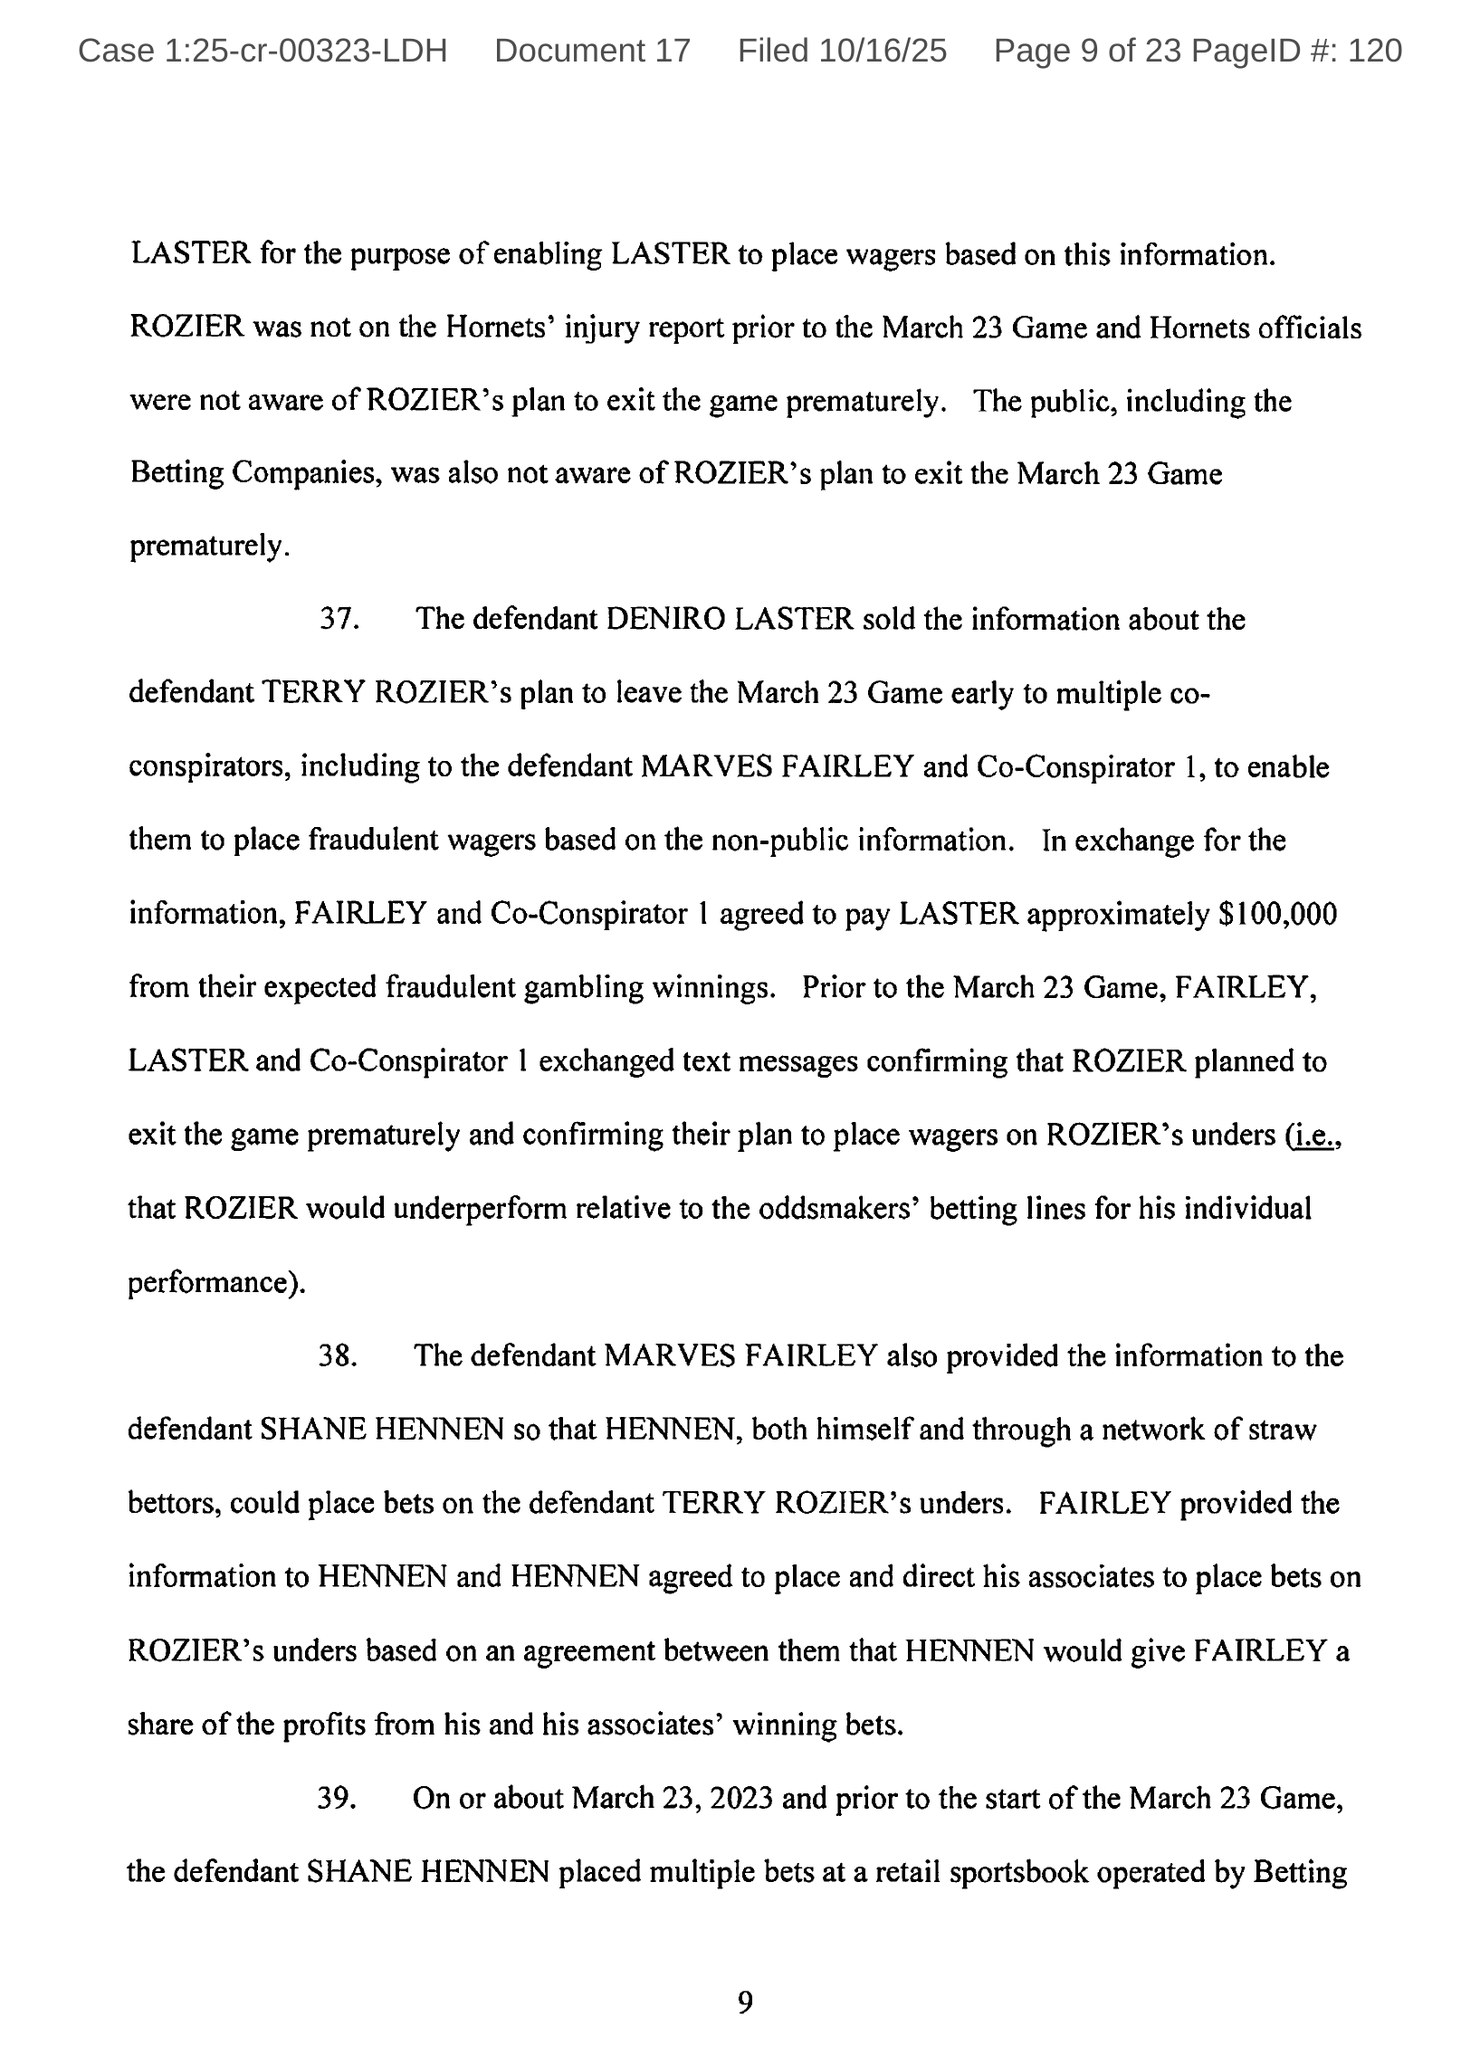 Case 1:25-cr-00323-LDH Document 17 Filed 10/16/25 Page 9 of 23 PageID #: 120
LASTER for the purpose of enabling LASTER to place wagers based on this information.
ROZIER was not on the Hornets’ injury report prior to the March 23 Game and Hornets officials
were not aware of ROZIER’s plan to exit the game prematurely. The public, including the
Betting Companies, was also not aware of ROZIER’s plan to exit the March 23 Game
prematurely.
37. The defendant DENIRO LASTER sold the information about the
defendant TERRY ROZIER’s plan to leave the March 23 Game early to multiple co-
conspirators, including to the defendant MARVES FAIRLEY and Co-Conspirator 1, to enable
them to place fraudulent wagers based on the non-public information. In exchange for the
information, FAIRLEY and Co-Conspirator 1 agreed to pay LASTER approximately $100,000
from their expected fraudulent gambling winnings. Prior to the March 23 Game, FAIRLEY,
LASTER and Co-Conspirator 1 exchanged text messages confirming that ROZIER planned to
exit the game prematurely and confirming their plan to place wagers on ROZIER’s unders (i.e.,
that ROZIER would underperform relative to the oddsmakers’ betting lines for his individual
performance).
38. The defendant MARVES FAIRLEY also provided the information to the
defendant SHANE HENNEN so that HENNEN, both himself and through a network of straw
bettors, could place bets on the defendant TERRY ROZIER’s unders. FAIRLEY provided the
information to HENNEN and HENNEN agreed to place and direct his associates to place bets on
ROZIER’s unders based on an agreement between them that HENNEN would give FAIRLEY a
share of the profits from his and his associates’ winning bets.
39. On or about March 23, 2023 and prior to the start of the March 23 Game,
the defendant SHANE HENNEN placed multiple bets at a retail sportsbook operated by Betting
9